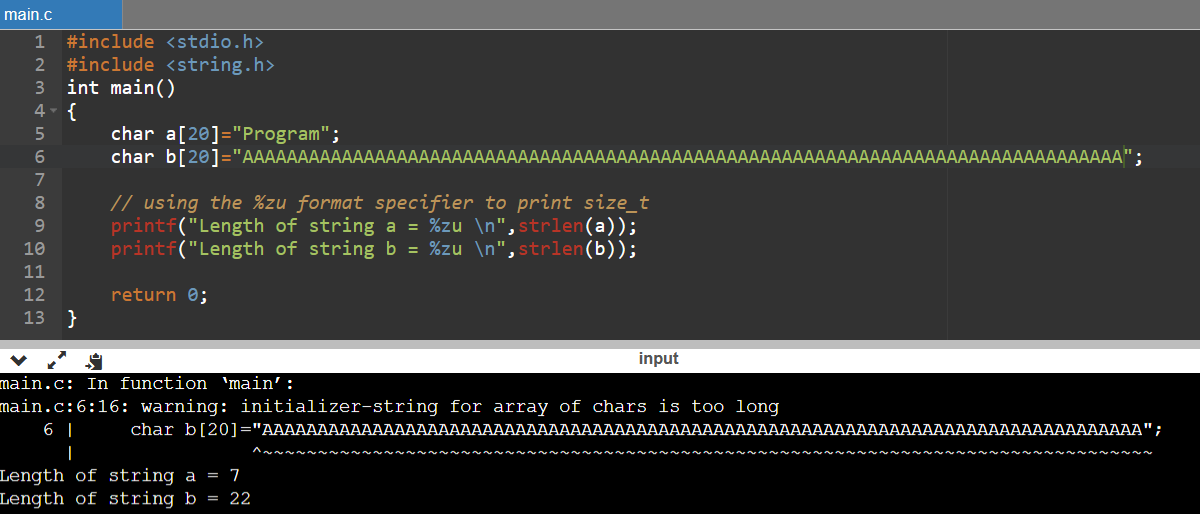 main.c
1 #include <stdio.h>
2 #include <string.h>
3 int main()
4 {
5     char a[20]="Program";
6     char b[20]="AAAAAAAAAAAAAAAAAAAAAAAAAAAAAAAAAAAAAAAAAAAAAAAAAAAAAAAAAAAAAAAAAAAAAAAAAAAAAAAA";
7
8     // using the %zu format specifier to print size_t
9     printf("Length of string a = %zu \n",strlen(a));
10     printf("Length of string b = %zu \n",strlen(b));
11
12     return 0;
13 }
input
main.c: In function ‘main’:
main.c:6:16: warning: initializer-string for array of chars is too long
    6 |     char b[20]="AAAAAAAAAAAAAAAAAAAAAAAAAAAAAAAAAAAAAAAAAAAAAAAAAAAAAAAAAAAAAAAAAAAAAAAAAAAAAAAA";
      |                ^~~~~~~~~~~~~~~~~~~~~~~~~~~~~~~~~~~~~~~~~~~~~~~~~~~~~~~~~~~~~~~~~~~~~~~~~~~~~~~~~
Length of string a = 7
Length of string b = 22